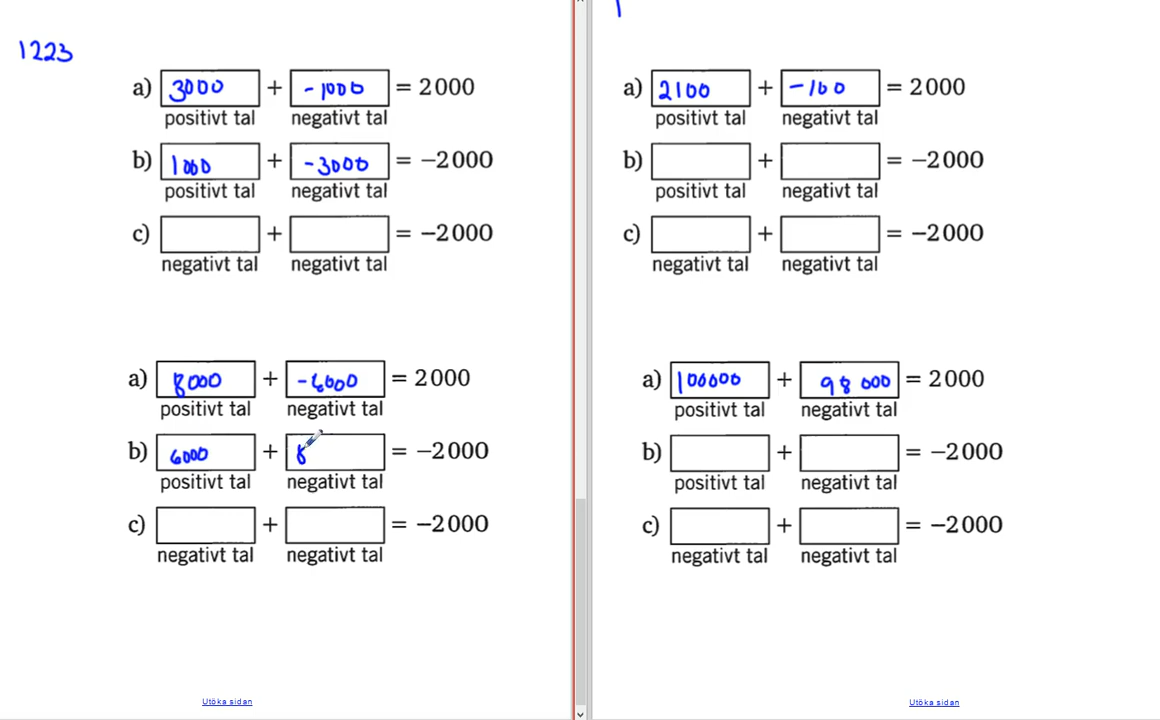 1223
a) 3000 + -1000 = 2000
positivt tal negativt tal
b) 1000 + -3000 = −2000
positivt tal negativt tal
c) + = −2000
negativt tal negativt tal
a) 8000 + -6000 = 2000
positivt tal negativt tal
b) 6000 + 8 = −2000
positivt tal negativt tal
c) + = −2000
negativt tal negativt tal
Utöka sidan
a) 2100 + -100 = 2000
positivt tal negativt tal
b) + = −2000
positivt tal negativt tal
c) + = −2000
negativt tal negativt tal
a) 100000 + 98 000 = 2000
positivt tal negativt tal
b) + = −2000
positivt tal negativt tal
c) + = −2000
negativt tal negativt tal
Utöka sidan